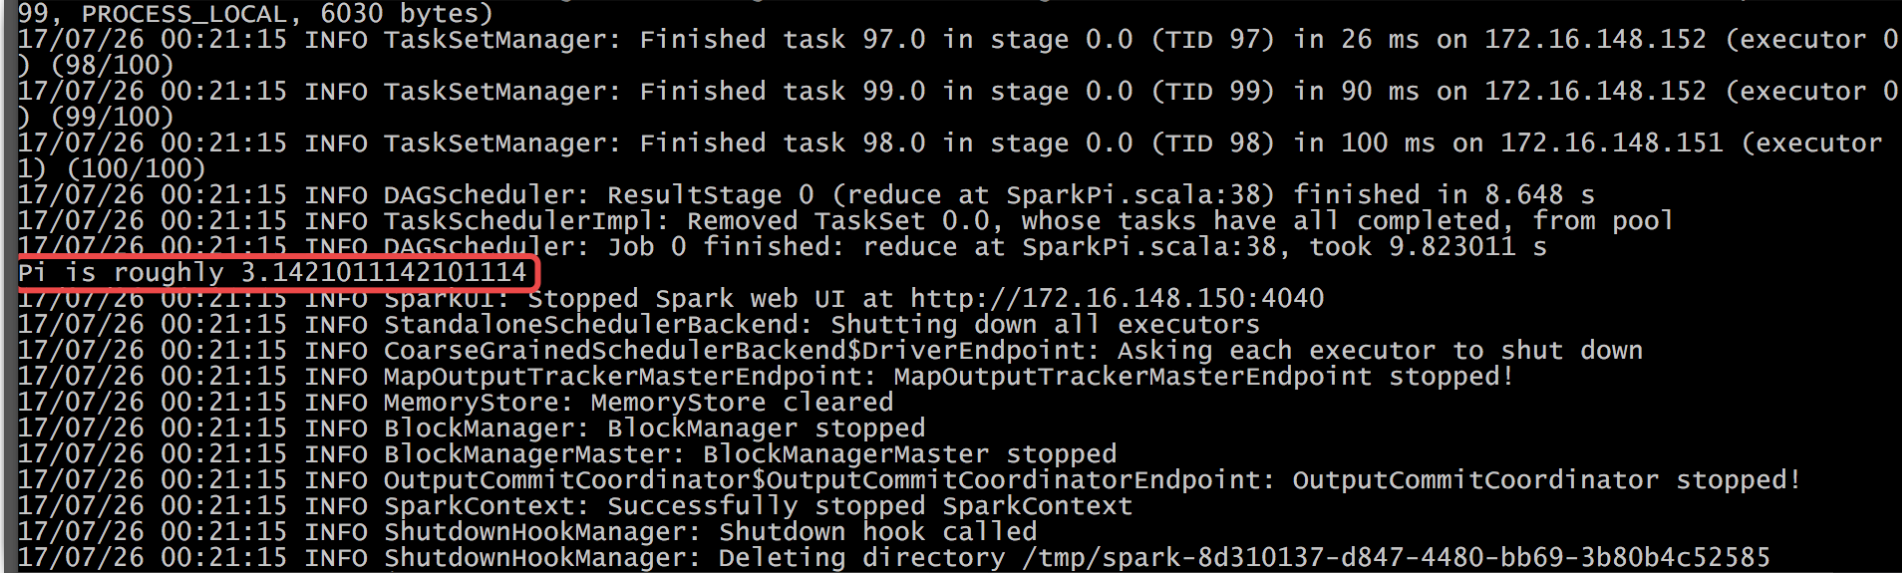 99, PROCESS_LOCAL, 6030 bytes)
17/07/26 00:21:15 INFO TaskSetManager: Finished task 97.0 in stage 0.0 (TID 97) in 26 ms on 172.16.148.152 (executor 0
) (98/100)
17/07/26 00:21:15 INFO TaskSetManager: Finished task 99.0 in stage 0.0 (TID 99) in 90 ms on 172.16.148.152 (executor 0
) (99/100)
17/07/26 00:21:15 INFO TaskSetManager: Finished task 98.0 in stage 0.0 (TID 98) in 100 ms on 172.16.148.151 (executor
1) (100/100)
17/07/26 00:21:15 INFO DAGScheduler: ResultStage 0 (reduce at SparkPi.scala:38) finished in 8.648 s
17/07/26 00:21:15 INFO TaskSchedulerImpl: Removed TaskSet 0.0, whose tasks have all completed, from pool
17/07/26 00:21:15 INFO DAGScheduler: Job 0 finished: reduce at SparkPi.scala:38, took 9.823011 s
Pi is roughly 3.1421011142101114
17/07/26 00:21:15 INFO SparkUI: Stopped Spark web UI at http://172.16.148.150:4040
17/07/26 00:21:15 INFO StandaloneSchedulerBackend: Shutting down all executors
17/07/26 00:21:15 INFO CoarseGrainedSchedulerBackend$DriverEndpoint: Asking each executor to shut down
17/07/26 00:21:15 INFO MapOutputTrackerMasterEndpoint: MapOutputTrackerMasterEndpoint stopped!
17/07/26 00:21:15 INFO MemoryStore: MemoryStore cleared
17/07/26 00:21:15 INFO BlockManager: BlockManager stopped
17/07/26 00:21:15 INFO BlockManagerMaster: BlockManagerMaster stopped
17/07/26 00:21:15 INFO OutputCommitCoordinator$OutputCommitCoordinatorEndpoint: OutputCommitCoordinator stopped!
17/07/26 00:21:15 INFO SparkContext: Successfully stopped SparkContext
17/07/26 00:21:15 INFO ShutdownHookManager: Shutdown hook called
17/07/26 00:21:15 INFO ShutdownHookManager: Deleting directory /tmp/spark-8d310137-d847-4480-bb69-3b80b4c52585